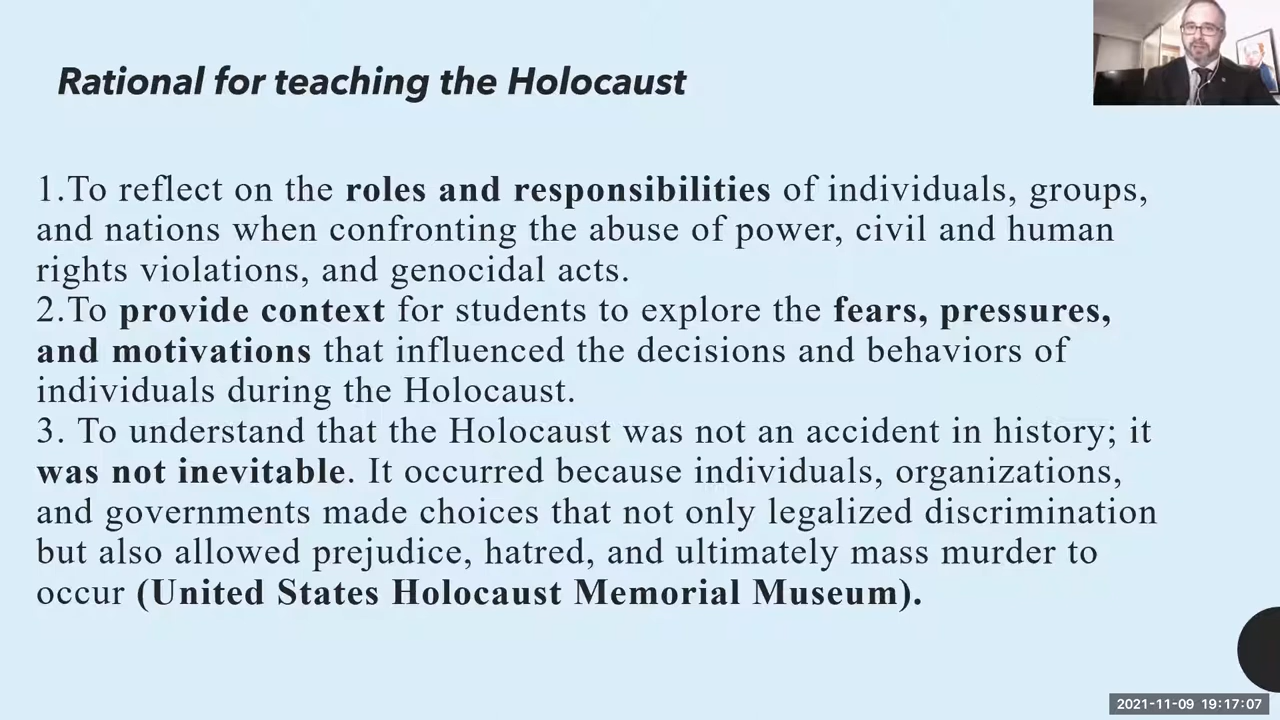 Rational for teaching the Holocaust
1.To reflect on the roles and responsibilities of individuals, groups,
and nations when confronting the abuse of power, civil and human
rights violations, and genocidal acts.
2.To provide context for students to explore the fears, pressures,
and motivations that influenced the decisions and behaviors of
individuals during the Holocaust.
3. To understand that the Holocaust was not an accident in history; it
was not inevitable. It occurred because individuals, organizations,
and governments made choices that not only legalized discrimination
but also allowed prejudice, hatred, and ultimately mass murder to
occur (United States Holocaust Memorial Museum).
2021-11-09 19:17:07